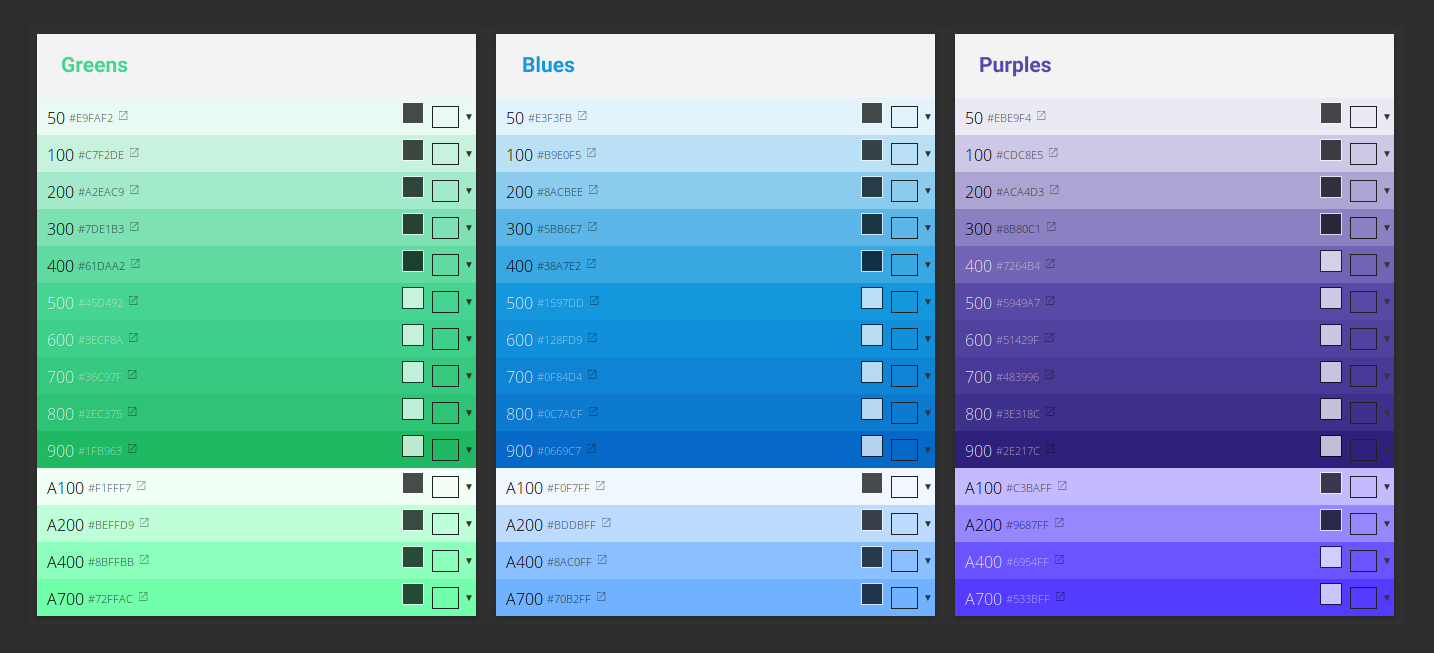 Greens
50 #E9FAF2
100 #C7F2DE
200 #A2EAC9
300 #7DE1B3
400 #61DAA2
500 #45D492
600 #3ECF8A
700 #36C97F
800 #2EC375
900 #1FB963
A100 #F1FFF7
A200 #BEFFD9
A400 #8BFFBB
A700 #72FFAC
Blues
50 #E3F3FB
100 #B9E0F5
200 #8ACBEE
300 #5BB6E7
400 #38A7E2
500 #1597DD
600 #128FD9
700 #0F84D4
800 #0C7ACF
900 #0669C7
A100 #F0F7FF
A200 #BDDBFF
A400 #8AC0FF
A700 #70B2FF
Purples
50 #EBE9F4
100 #CDC8E5
200 #ACA4D3
300 #8B80C1
400 #7264B4
500 #5949A7
600 #51429F
700 #483996
800 #3E318C
900 #2E217C
A100 #C3BAFF
A200 #9687FF
A400 #6954FF
A700 #533BFF